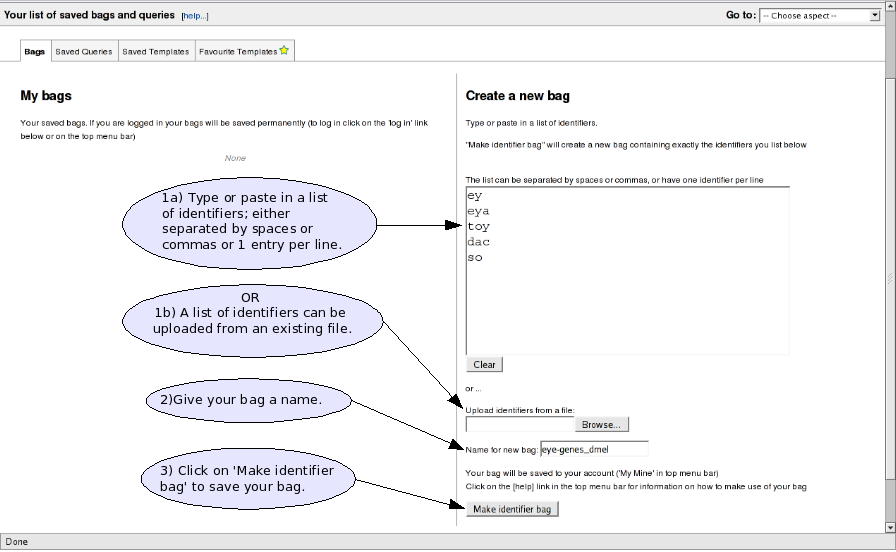 Your list of saved bags and queries [help...]
Go to: -- Choose aspect --
Bags Saved Queries Saved Templates Favourite Templates
My bags
Your saved bags. If you are logged in your bags will be saved permanently (to log in click on the 'log in' link
below or on the top menu bar)
None
1a) Type or paste in a list
of identifiers; either
separated by spaces or
commas or 1 entry per line.
OR
1b) A list of identifiers can be
uploaded from an existing file.
2)Give your bag a name.
3) Click on 'Make identifier
bag' to save your bag.
Create a new bag
Type or paste in a list of identifiers.
"Make identifier bag" will create a new bag containing exactly the identifiers you list below
The list can be separated by spaces or commas, or have one identifier per line
ey
eya
toy
dac
so
Clear
or ...
Upload identifiers from a file:
Browse...
Name for new bag: eye-genes_dmel
Your bag will be saved to your account ('My Mine' in top menu bar)
Click on the [help] link in the top menu bar for information on how to make use of your bag
Make identifier bag
Done